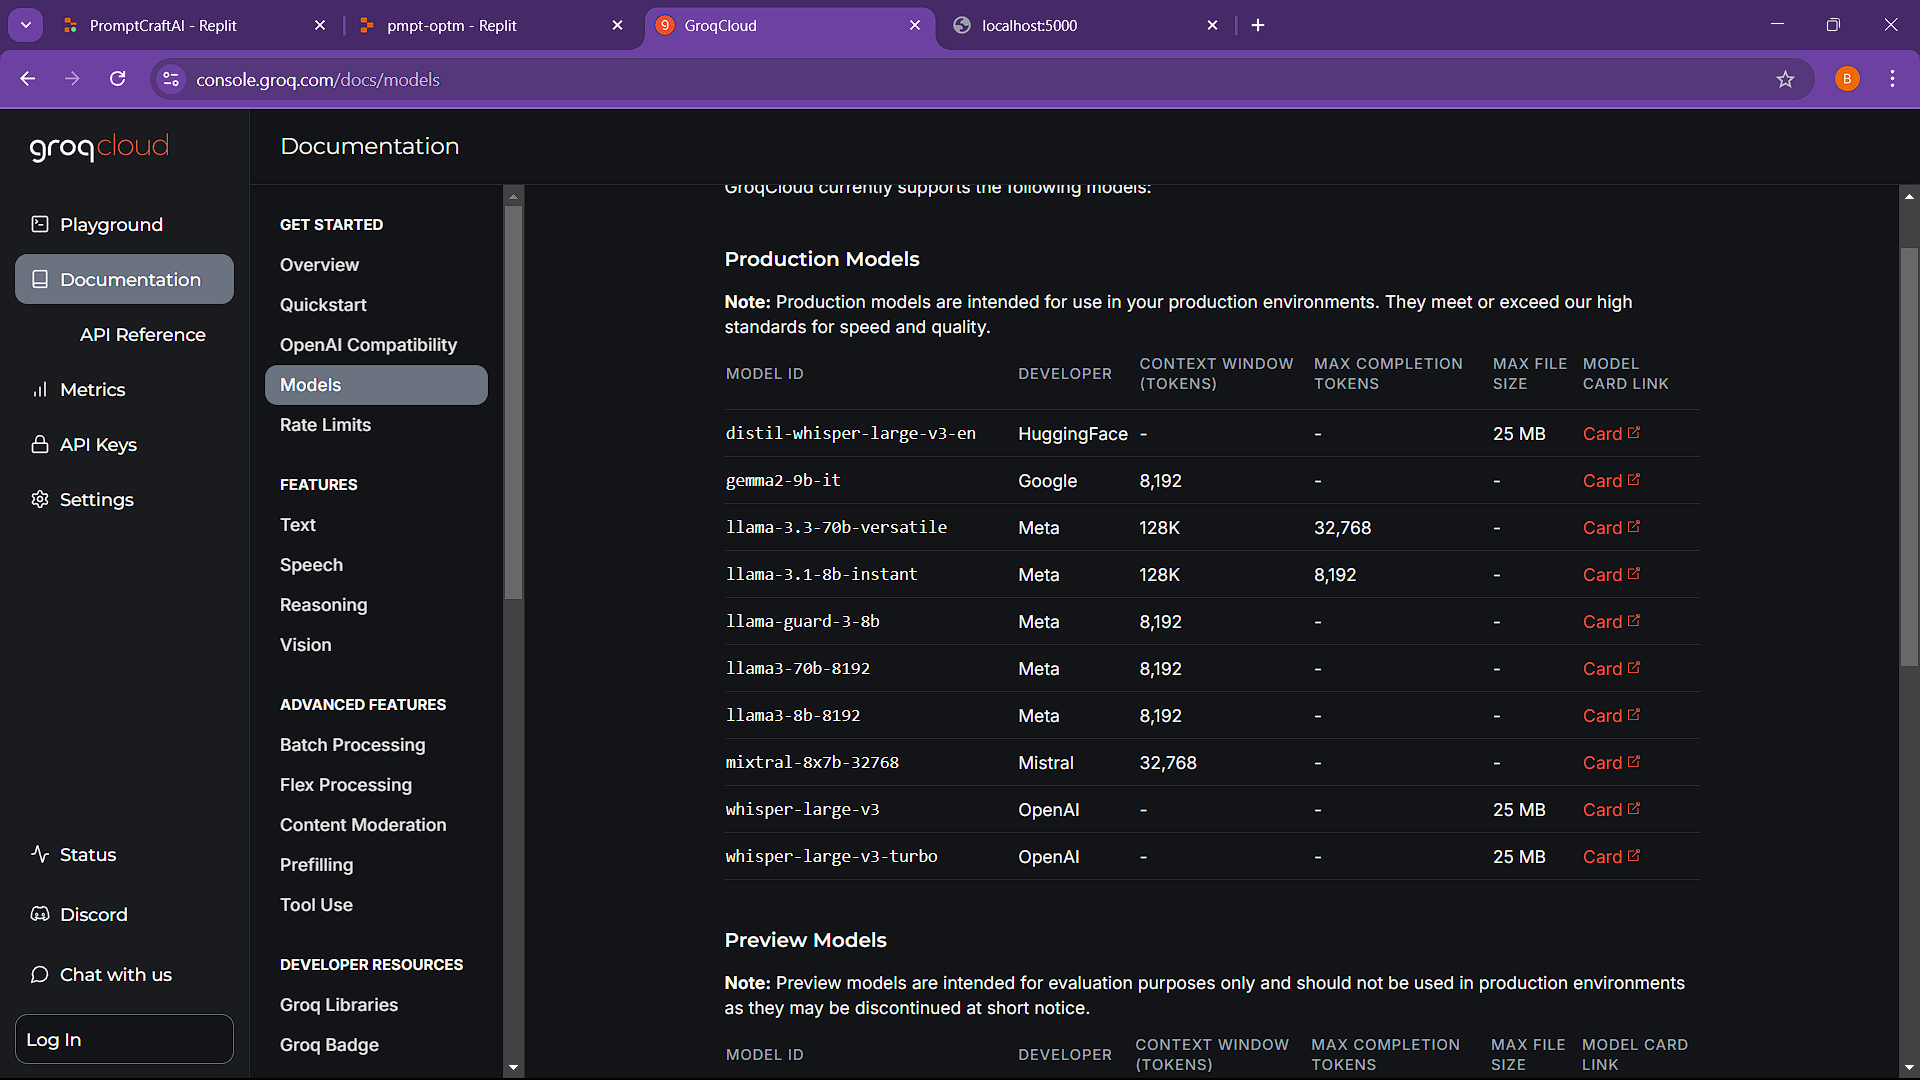 PromptCraftAI - Replit
pmpt-optm - Replit
GroqCloud
localhost:5000
console.groq.com/docs/models
B
groqcloud
Playground
Documentation
API Reference
Metrics
API Keys
Settings
Status
Discord
Chat with us
Log In
Documentation
GET STARTED
Overview
Quickstart
OpenAI Compatibility
Models
Rate Limits
FEATURES
Text
Speech
Reasoning
Vision
ADVANCED FEATURES
Batch Processing
Flex Processing
Content Moderation
Prefilling
Tool Use
DEVELOPER RESOURCES
Groq Libraries
Groq Badge
GroqCloud currently supports the following models:
Production Models
Note: Production models are intended for use in your production environments. They meet or exceed our high
standards for speed and quality.
MODEL ID DEVELOPER CONTEXT WINDOW (TOKENS) MAX COMPLETION TOKENS MAX FILE SIZE MODEL CARD LINK
distil-whisper-large-v3-en HuggingFace - - 25 MB Card
gemma2-9b-it Google 8,192 - - Card
llama-3.3-70b-versatile Meta 128K 32,768 - Card
llama-3.1-8b-instant Meta 128K 8,192 - Card
llama-guard-3-8b Meta 8,192 - - Card
llama3-70b-8192 Meta 8,192 - - Card
llama3-8b-8192 Meta 8,192 - - Card
mixtral-8x7b-32768 Mistral 32,768 - - Card
whisper-large-v3 OpenAI - - 25 MB Card
whisper-large-v3-turbo OpenAI - - 25 MB Card
Preview Models
Note: Preview models are intended for evaluation purposes only and should not be used in production environments
as they may be discontinued at short notice.
MODEL ID DEVELOPER CONTEXT WINDOW (TOKENS) MAX COMPLETION TOKENS MAX FILE SIZE MODEL CARD LINK